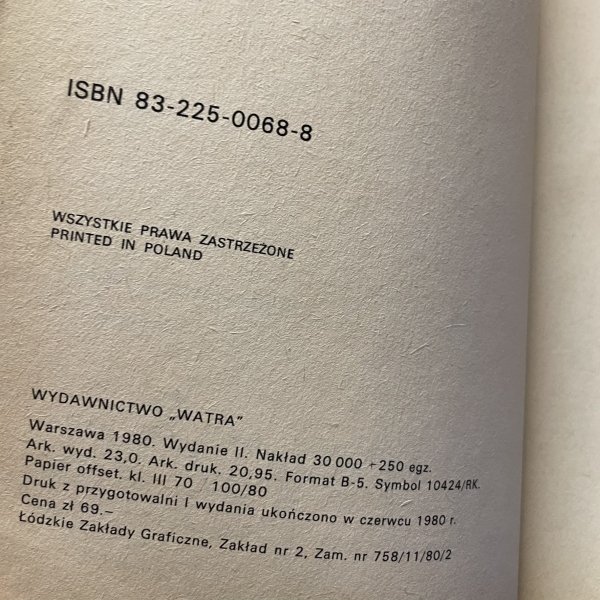 ISBN 83-225-0068-8
WSZYSTKIE PRAWA ZASTRZEŻONE
PRINTED IN POLAND
WYDAWNICTWO „WATRA”
Warszawa 1980. Wydanie II. Nakład 30 000 +250 egz.
Ark. wyd. 23,0. Ark. druk. 20,95. Format B-5. Symbol 10424/RK.
Papier offset. kl. III 70 100/80
Druk z przygotowalni I wydania ukończono w czerwcu 1980 r.
Cena zł 69.–
Łódzkie Zakłady Graficzne, Zakład nr 2, Zam. nr 758/11/80/2